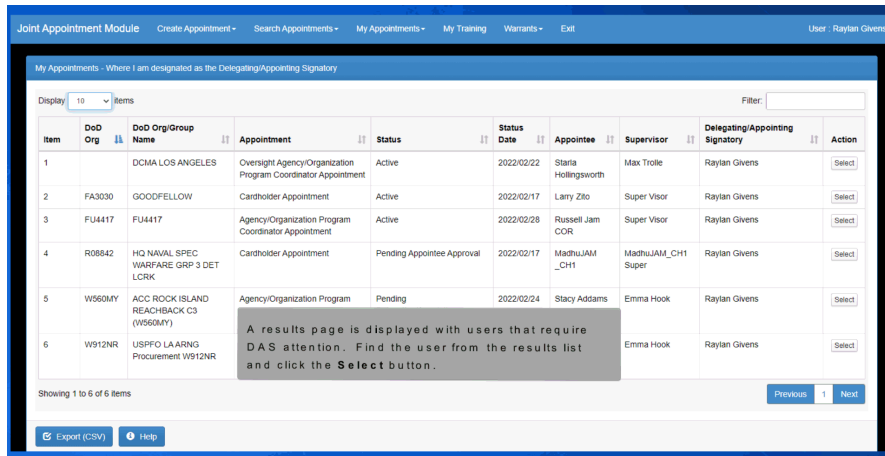 Joint Appointment Module Create Appointment Search Appointments My Appointments My Training Warrants Exit User : Raylan Givens
My Appointments - Where I am designated as the Delegating/Appointing Signatory
Display 10 items Filter:
Item DoD Org DoD Org/Group Name Appointment Status Status Date Appointee Supervisor Delegating/Appointing Signatory Action
1 DCMA LOS ANGELES Oversight Agency/Organization Program Coordinator Appointment Active 2022/02/22 Starla Hollingsworth Max Trolle Raylan Givens Select
2 FA3030 GOODFELLOW Cardholder Appointment Active 2022/02/17 Larry Zito Super Visor Raylan Givens Select
3 FU4417 FU4417 Agency/Organization Program Coordinator Appointment Active 2022/02/28 Russell Jam COR Super Visor Raylan Givens Select
4 R08842 HQ NAVAL SPEC WARFARE GRP 3 DET LCRK Cardholder Appointment Pending Appointee Approval 2022/02/17 MadhuJAM _CH1 MadhuJAM_CH1 Super Raylan Givens Select
5 W560MY ACC ROCK ISLAND REACHBACK C3 (W560MY) Agency/Organization Program Pending 2022/02/24 Stacy Addams Emma Hook Raylan Givens Select
6 W912NR USPFO LA ARNG Procurement W912NR Emma Hook Raylan Givens Select
A results page is displayed with users that require
DAS attention. Find the user from the results list
and click the Select button.
Showing 1 to 6 of 6 items Previous 1 Next
Export (CSV) Help